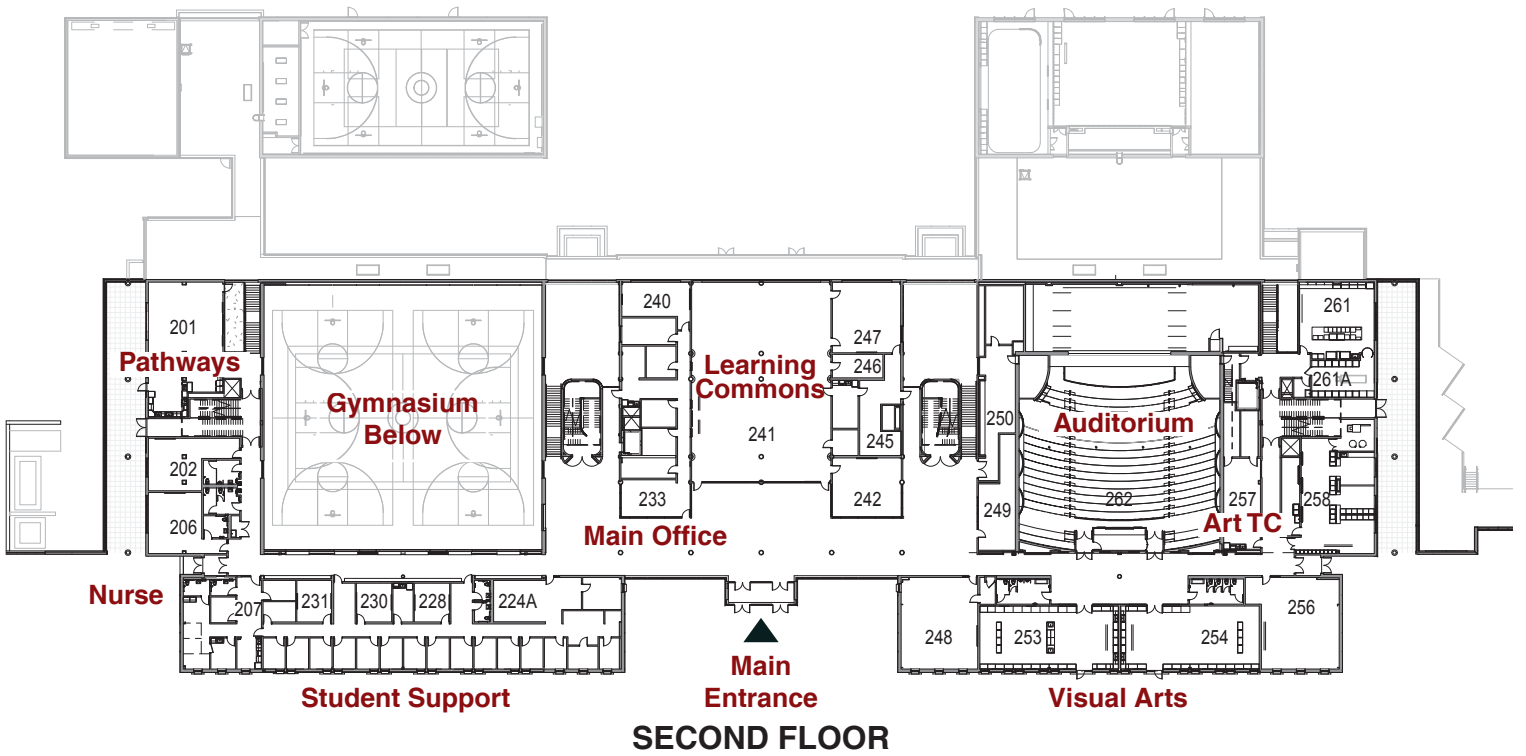 240
201
247
261
Pathways
Learning
Commons
246
261A
Gymnasium
Below
250
Auditorium
241
245
202
233
242
249
262
257
258
206
Main Office
Art TC
Nurse
207
231
230
228
224A
248
253
254
256
Main
Entrance
Student Support
Visual Arts
SECOND FLOOR